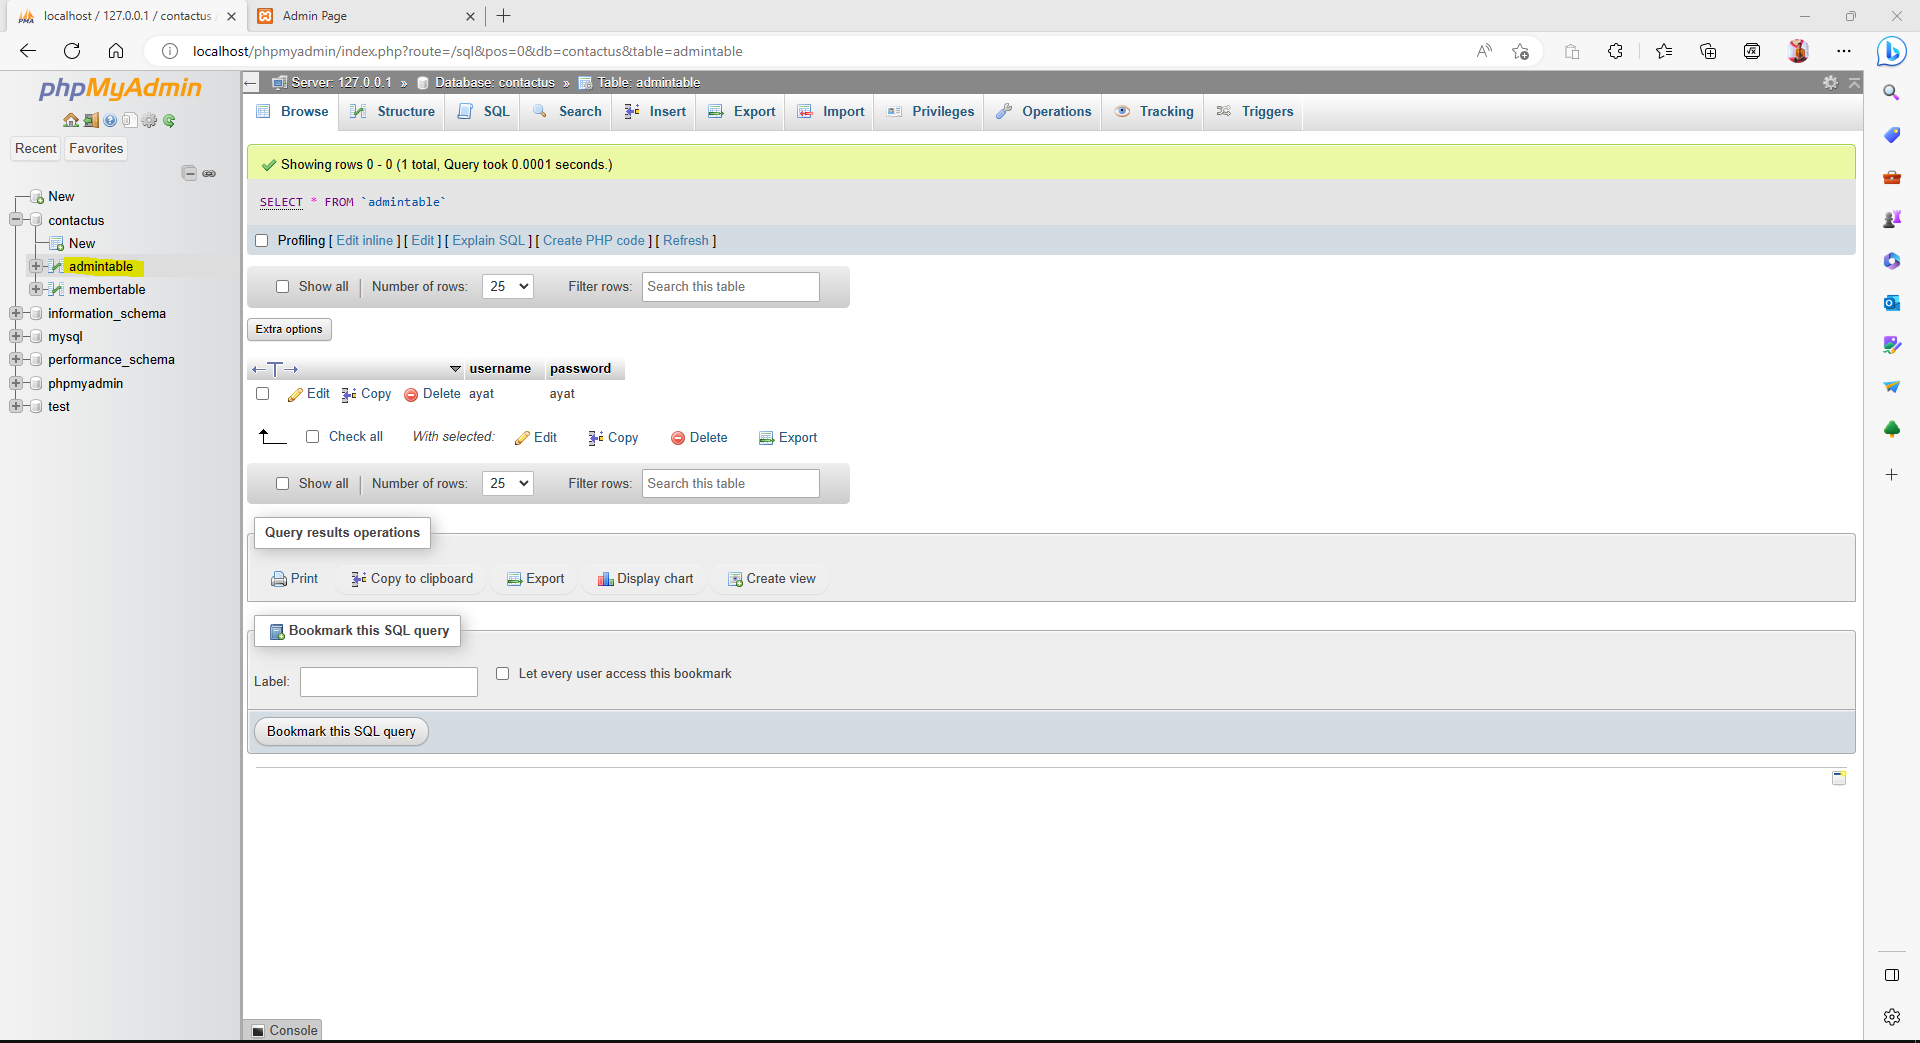 localhost / 127.0.0.1 / contactus
Admin Page
localhost/phpmyadmin/index.php?route=/sql&pos=0&db=contactus&table=admintable
phpMyAdmin
Recent Favorites
New
contactus
New
admintable
membertable
information_schema
mysql
performance_schema
phpmyadmin
test
Server: 127.0.0.1 » Database: contactus » Table: admintable
Browse Structure SQL Search Insert Export Import Privileges Operations Tracking Triggers
Showing rows 0 - 0 (1 total, Query took 0.0001 seconds.)
SELECT * FROM `admintable`
Profiling [ Edit inline ] [ Edit ] [ Explain SQL ] [ Create PHP code ] [ Refresh ]
Show all | Number of rows: 25 Filter rows: Search this table
Extra options
←T→ username password
Edit Copy Delete ayat ayat
Check all With selected: Edit Copy Delete Export
Show all | Number of rows: 25 Filter rows: Search this table
Query results operations
Print Copy to clipboard Export Display chart Create view
Bookmark this SQL query
Label: Let every user access this bookmark
Bookmark this SQL query
Console